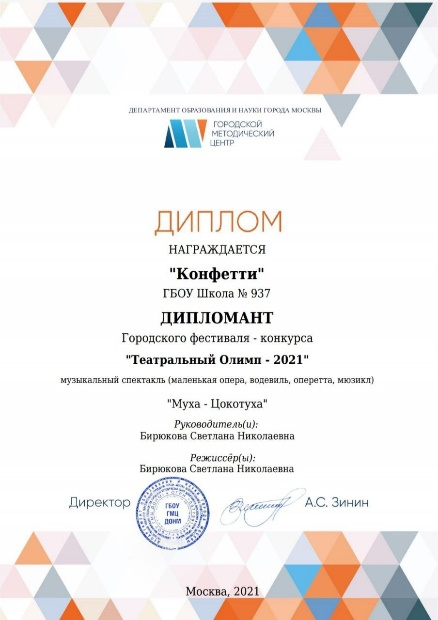 ДЕПАРТАМЕНТ ОБРАЗОВАНИЯ И НАУКИ ГОРОДА МОСКВЫ
ГОРОДСКОЙ
МЕТОДИЧЕСКИЙ
ЦЕНТР
ДИПЛОМ
НАГРАЖДАЕТСЯ
"Конфетти"
ГБОУ Школа № 937
ДИПЛОМАНТ
Городского фестиваля - конкурса
"Театральный Олимп - 2021"
музыкальный спектакль (маленькая опера, водевиль, оперетта, мюзикл)
"Муха - Цокотуха"
Руководитель(и):
Бирюкова Светлана Николаевна
Режиссёр(ы):
Бирюкова Светлана Николаевна
Директор
ГБОУ
ГМЦ
ДОНМ
А.С. Зинин
Москва, 2021